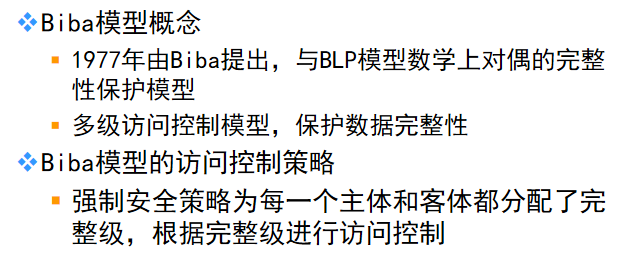 ❖Biba模型概念
▪ 1977年由Biba提出，与BLP模型数学上对偶的完整
性保护模型
▪ 多级访问控制模型，保护数据完整性
❖Biba模型的访问控制策略
▪ 强制安全策略为每一个主体和客体都分配了完
整级，根据完整级进行访问控制